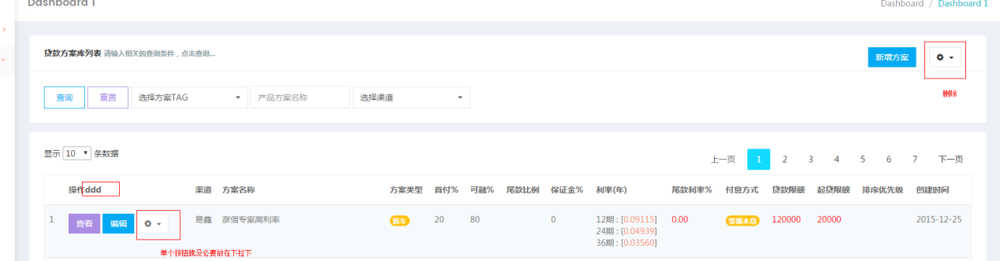 Dashboard 1
Dashboard / Dashboard 1
贷款方案库列表 请输入相关的查询条件，点击查询...
新增方案
查询 重置 选择方案TAG 产品方案名称 选择渠道
删除
显示 10 条数据
上一页 1 2 3 4 5 6 7 下一页
操作ddd 渠道 方案名称 方案类型 首付% 可融% 尾款比例 保证金% 利率(年) 尾款利率% 付息方式 贷款限额 起贷限额 排序优先级 创建时间
1 查看 编辑 易鑫 彦信专案高利率 新车 20 80 0 12期 : [0.09115] 0.00 等额本息 120000 20000 2015-12-25
24期 : [0.04939]
36期 : [0.03560]
单个按钮就没必要放在下拉下